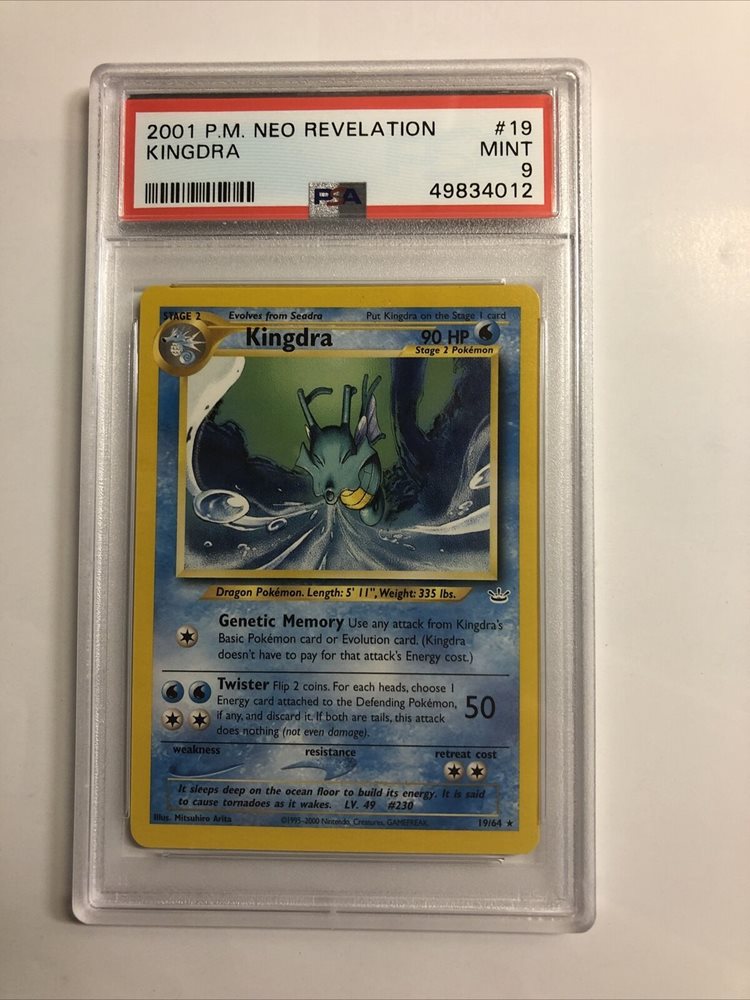 2001 P.M. NEO REVELATION #19
KINGDRA MINT
9
PSA 49834012
STAGE 2 Evolves from Seadra Put Kingdra on the Stage 1 card
Kingdra 90 HP
Stage 2 Pokémon
Dragon Pokémon. Length: 5' 11", Weight: 335 lbs.
Genetic Memory Use any attack from Kingdra's
Basic Pokémon card or Evolution card. (Kingdra
doesn't have to pay for that attack's Energy cost.)
Twister Flip 2 coins. For each heads, choose 1
Energy card attached to the Defending Pokémon,
if any, and discard it. If both are tails, this attack
does nothing (not even damage).
50
weakness resistance retreat cost
It sleeps deep on the ocean floor to build its energy. It is said
to cause tornadoes as it wakes. LV. 49 #230
Illus. Mitsuhiro Arita ©1995-2000 Nintendo, Creatures, GAMEFREAK. 19/64 ★